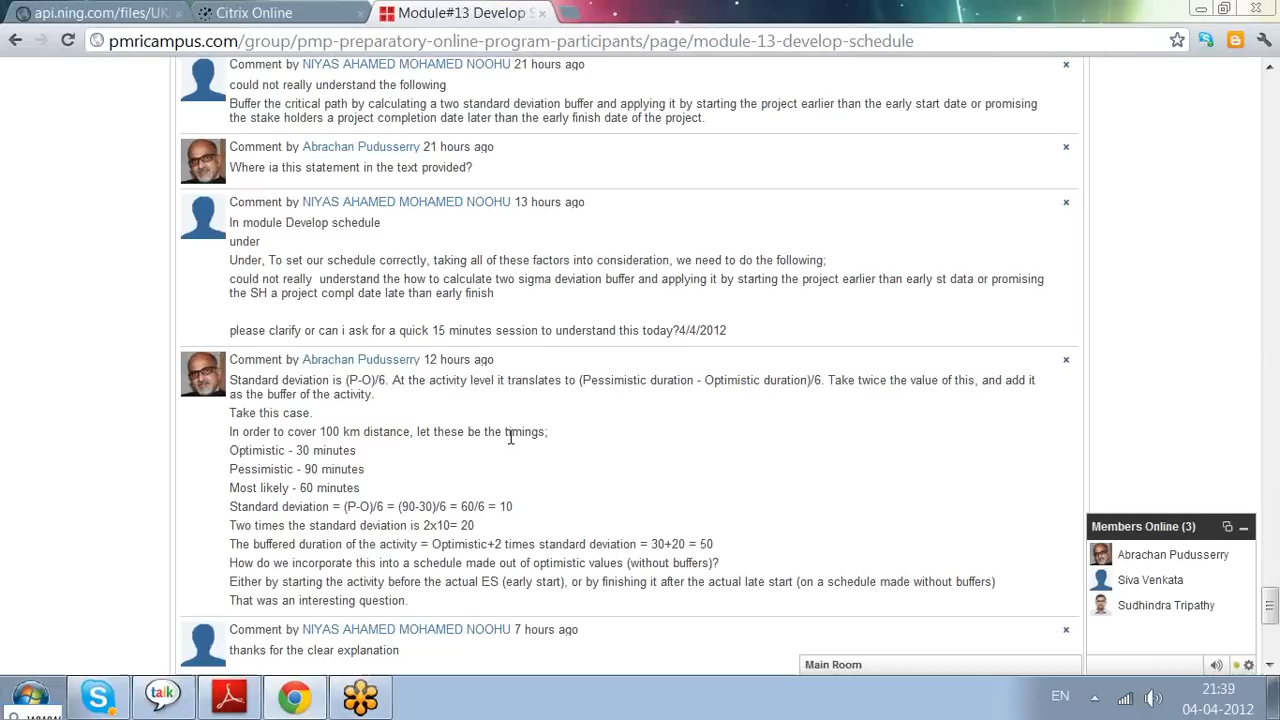 api.ning.com/files/UK
Citrix Online
Module#13 Develop S
pmricampus.com/group/pmp-preparatory-online-program-participants/page/module-13-develop-schedule
Comment by NIYAS AHAMED MOHAMED NOOHU 21 hours ago
could not really understand the following
Buffer the critical path by calculating a two standard deviation buffer and applying it by starting the project earlier than the early start date or promising
the stake holders a project completion date later than the early finish date of the project.
Comment by Abrachan Pudusserry 21 hours ago
Where ia this statement in the text provided?
Comment by NIYAS AHAMED MOHAMED NOOHU 13 hours ago
In module Develop schedule
under
Under, To set our schedule correctly, taking all of these factors into consideration, we need to do the following;
could not really understand the how to calculate two sigma deviation buffer and applying it by starting the project earlier than early st data or promising
the SH a project compl date late than early finish
please clarify or can i ask for a quick 15 minutes session to understand this today?4/4/2012
Comment by Abrachan Pudusserry 12 hours ago
Standard deviation is (P-O)/6. At the activity level it translates to (Pessimistic duration - Optimistic duration)/6. Take twice the value of this, and add it
as the buffer of the activity.
Take this case.
In order to cover 100 km distance, let these be the timings;
Optimistic - 30 minutes
Pessimistic - 90 minutes
Most likely - 60 minutes
Standard deviation = (P-O)/6 = (90-30)/6 = 60/6 = 10
Two times the standard deviation is 2x10= 20
The buffered duration of the activity = Optimistic+2 times standard deviation = 30+20 = 50
How do we incorporate this into a schedule made out of optimistic values (without buffers)?
Either by starting the activity before the actual ES (early start), or by finishing it after the actual late start (on a schedule made without buffers)
That was an interesting question.
Comment by NIYAS AHAMED MOHAMED NOOHU 7 hours ago
thanks for the clear explanation
Members Online (3)
Abrachan Pudusserry
Siva Venkata
Sudhindra Tripathy
Main Room
talk
EN
21:39
04-04-2012